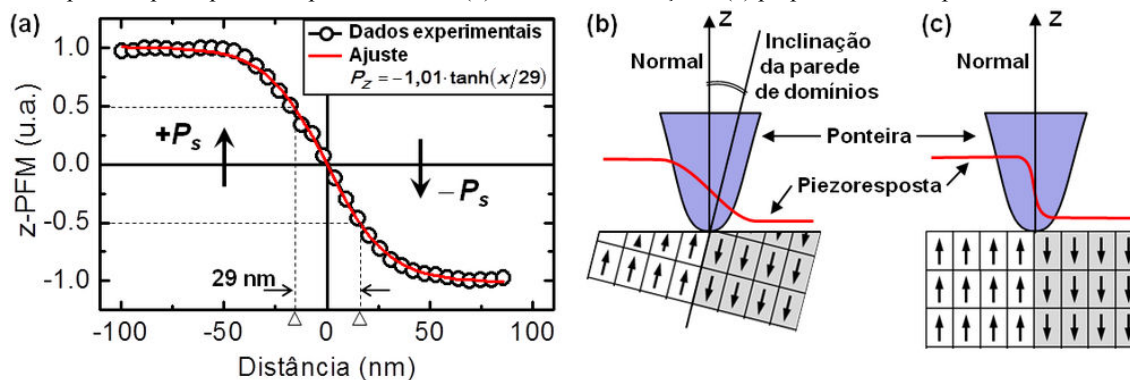 (a)
Dados experimentais
Ajuste
P_Z = −1,01·tanh(x/29)
z-PFM (u.a.)
1.0
0.5
0.0
-0.5
-1.0
+P_s
− P_s
29 nm
-100 -50 0 50 100
Distância (nm)
(b)
z
Normal
Inclinação
da parede
de domínios
Ponteira
Piezoresposta
(c)
z
Normal